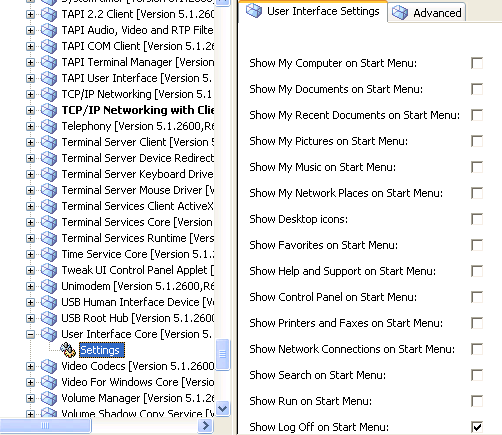 TAPI 2.2 Client [Version 5.1.260
TAPI Audio, Video and RTP Filte
TAPI COM Client [Version 5.1.2
TAPI Terminal Manager [Version
TAPI User Interface [Version 5.
TCP/IP Networking [Version 5.1
TCP/IP Networking with Clie
Telephony [Version 5.1.2600,R6
Terminal Server Client [Version 5
Terminal Server Device Redirect
Terminal Server Keyboard Drive
Terminal Server Mouse Driver [V
Terminal Services Client ActiveX
Terminal Services Core [Version
Terminal Services Runtime [Vers
Time Service Core [Version 5.1.2
Tweak UI Control Panel Applet [
Unimodem [Version 5.1.2600,R6
USB Human Interface Device [V
USB Root Hub [Version 5.1.2600
User Interface Core [Version 5.
Settings
Video Codecs [Version 5.1.2600
Video For Windows Core [Version
Volume Manager [Version 5.1.26
Volume Shadow Copy Service [V
User Interface Settings
Advanced
Show My Computer on Start Menu:
Show My Documents on Start Menu:
Show My Recent Documents on Start Menu:
Show My Pictures on Start Menu:
Show My Music on Start Menu:
Show My Network Places on Start Menu:
Show Desktop icons:
Show Favorites on Start Menu:
Show Help and Support on Start Menu:
Show Control Panel on Start Menu:
Show Printers and Faxes on Start Menu:
Show Network Connections on Start Menu:
Show Search on Start Menu:
Show Run on Start Menu:
Show Log Off on Start Menu: